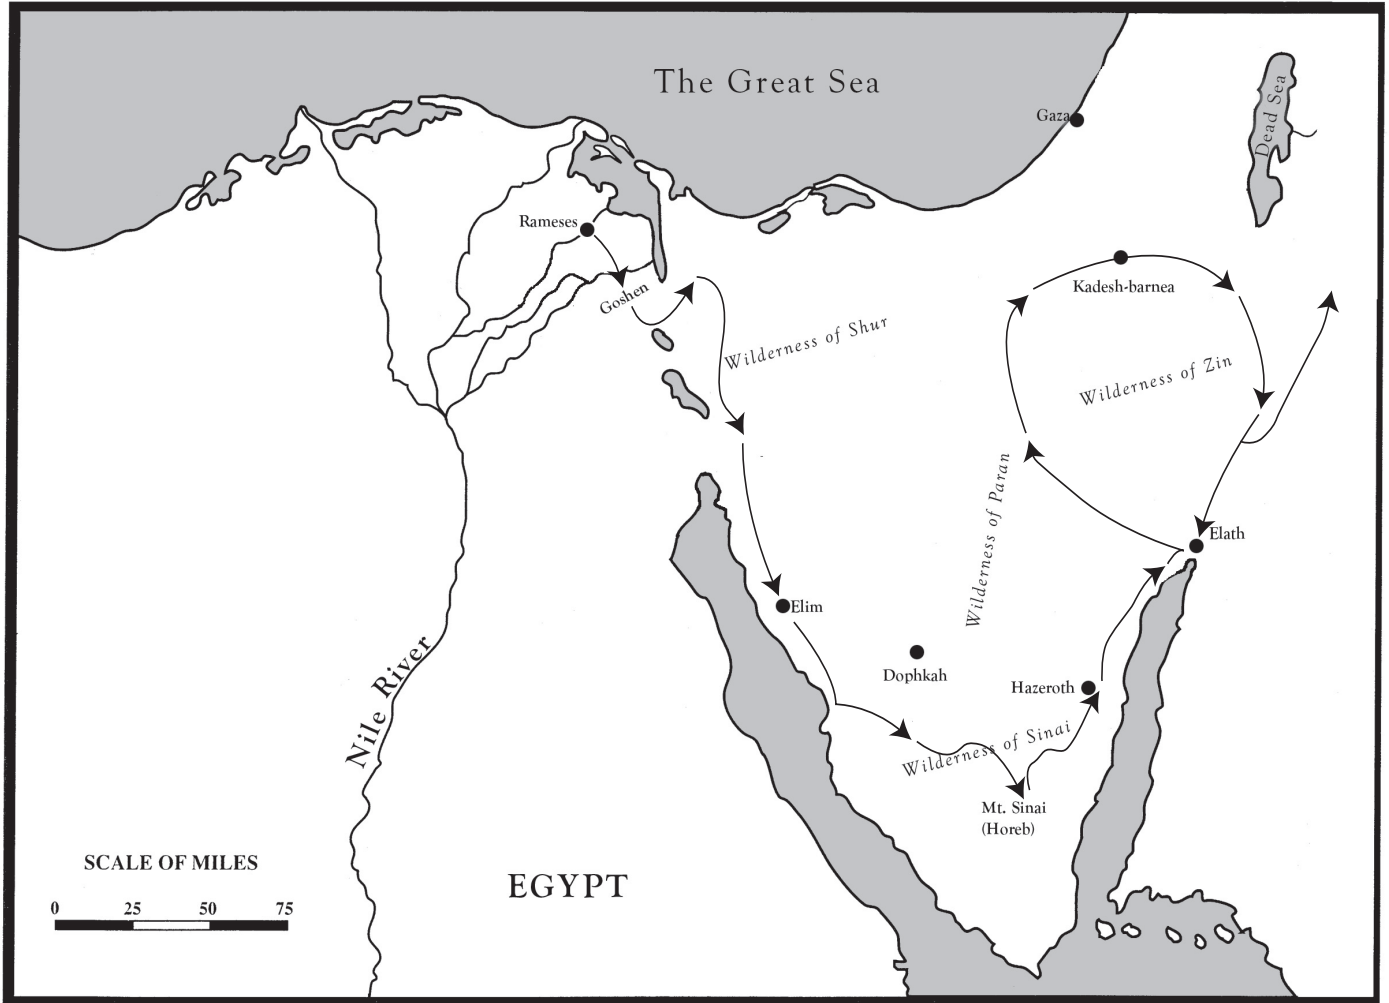 The Great Sea
Gaza
Dead Sea
Rameses
Goshen
Kadesh-barnea
Wilderness of Shur
Wilderness of Zin
Wilderness of Paran
Elath
Elim
Dophkah
Hazeroth
Wilderness of Sinai
Nile River
Mt. Sinai
(Horeb)
SCALE OF MILES
0 25 50 75
EGYPT